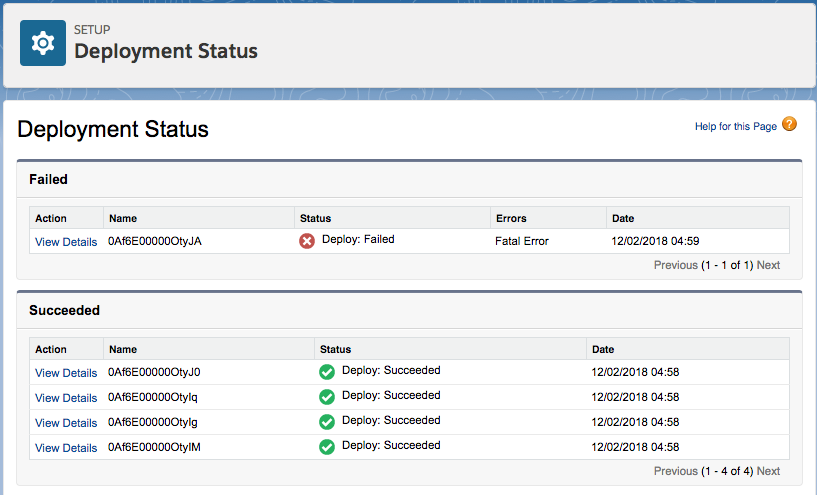 SETUP
Deployment Status
Deployment Status
Help for this Page ?
Failed
Action Name Status Errors Date
View Details 0Af6E00000OtyJA Deploy: Failed Fatal Error 12/02/2018 04:59
Previous (1 - 1 of 1) Next
Succeeded
Action Name Status Date
View Details 0Af6E00000OtyJ0 Deploy: Succeeded 12/02/2018 04:58
View Details 0Af6E00000OtyIq Deploy: Succeeded 12/02/2018 04:58
View Details 0Af6E00000OtyIg Deploy: Succeeded 12/02/2018 04:58
View Details 0Af6E00000OtyIM Deploy: Succeeded 12/02/2018 04:58
Previous (1 - 4 of 4) Next